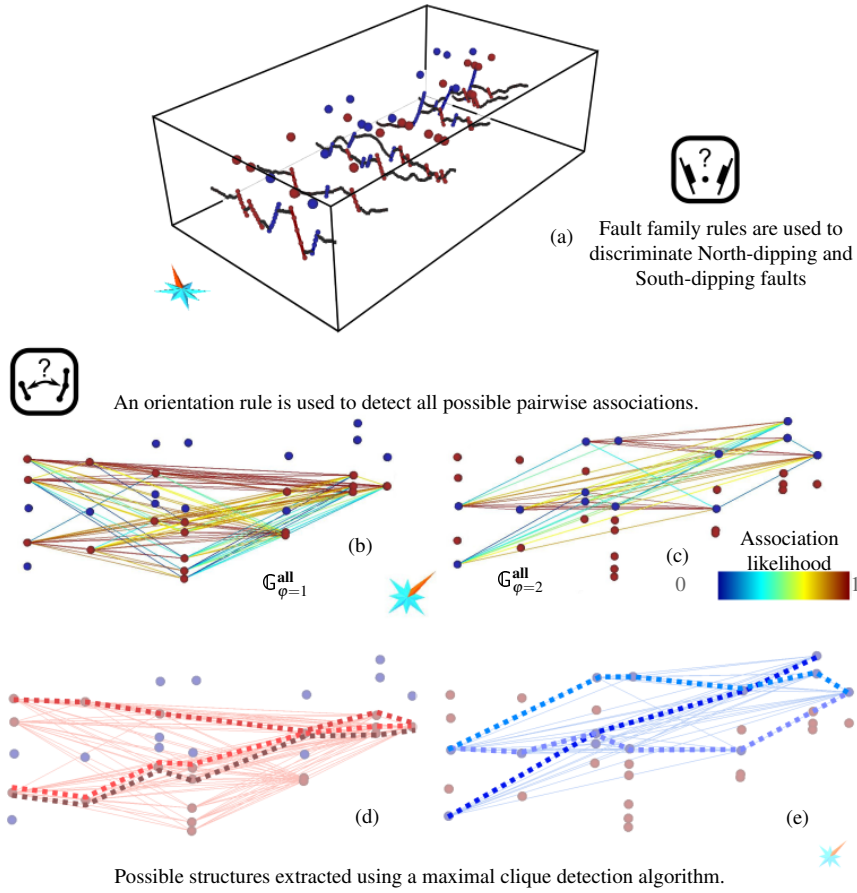 ?
(a)
Fault family rules are used to
discriminate North-dipping and
South-dipping faults
?
An orientation rule is used to detect all possible pairwise associations.
(b)
𝔾all φ=1
(c)
𝔾all φ=2
Association
likelihood
0
1
(d)
(e)
Possible structures extracted using a maximal clique detection algorithm.